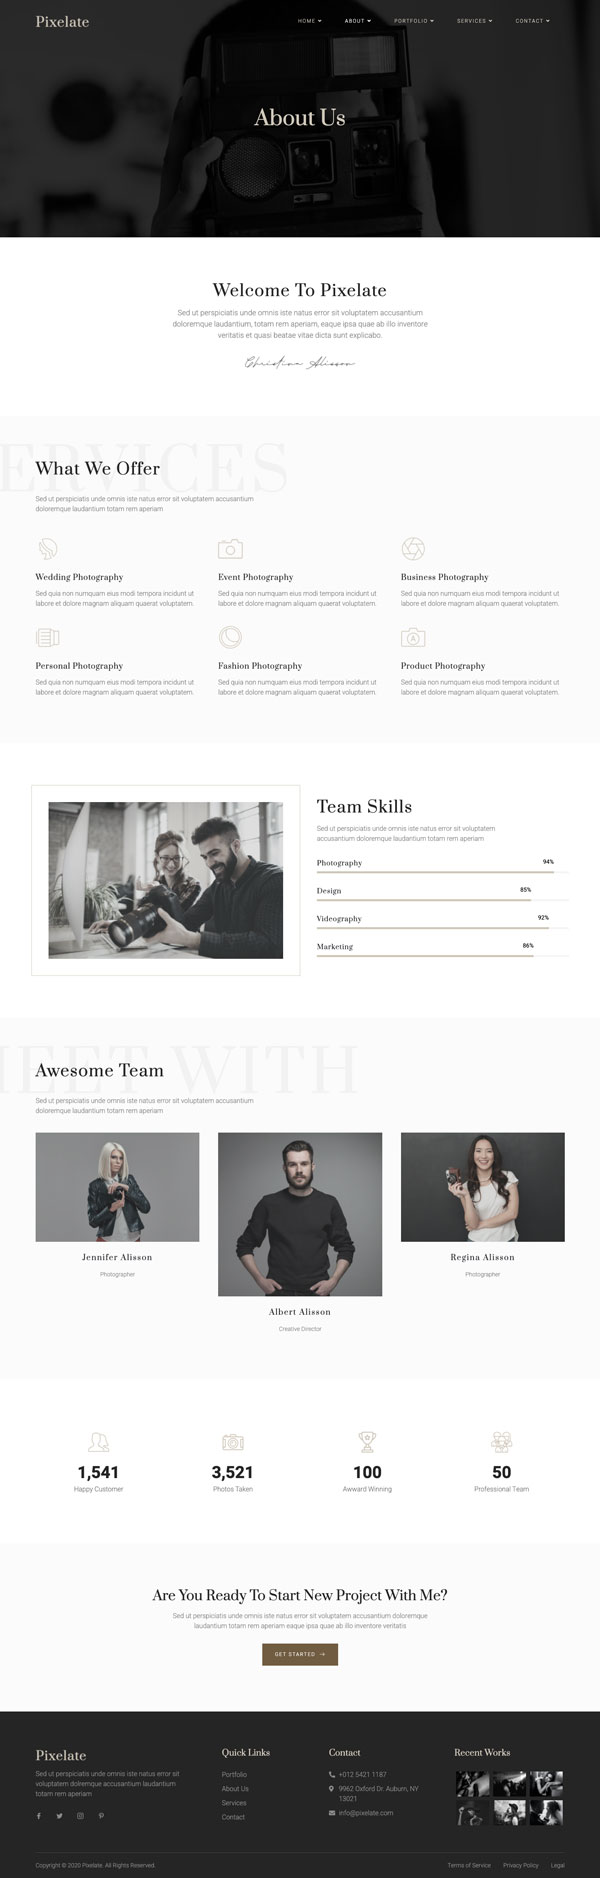 Pixelate
HOME
ABOUT
PORTFOLIO
SERVICES
CONTACT
About Us
Welcome To Pixelate
Sed ut perspiciatis unde omnis iste natus error sit voluptatem accusantium
doloremque laudantium, totam rem aperiam, eaque ipsa quae ab illo inventore
veritatis et quasi beatae vitae dicta sunt explicabo.
Christina Alisson
ERVICES
What We Offer
Sed ut perspiciatis unde omnis iste natus error sit voluptatem accusantium
doloremque laudantium totam rem aperiam
Wedding Photography
Sed quia non numquam eius modi tempora incidunt ut
labore et dolore magnam aliquam quaerat voluptatem.
Event Photography
Sed quia non numquam eius modi tempora incidunt ut
labore et dolore magnam aliquam quaerat voluptatem.
Business Photography
Sed quia non numquam eius modi tempora incidunt ut
labore et dolore magnam aliquam quaerat voluptatem.
Personal Photography
Sed quia non numquam eius modi tempora incidunt ut
labore et dolore magnam aliquam quaerat voluptatem.
Fashion Photography
Sed quia non numquam eius modi tempora incidunt ut
labore et dolore magnam aliquam quaerat voluptatem.
Product Photography
Sed quia non numquam eius modi tempora incidunt ut
labore et dolore magnam aliquam quaerat voluptatem.
Team Skills
Sed ut perspiciatis unde omnis iste natus error sit voluptatem
accusantium doloremque laudantium totam rem aperiam
Photography 94%
Design 85%
Videography 92%
Marketing 86%
EET WITH
Awesome Team
Sed ut perspiciatis unde omnis iste natus error sit voluptatem accusantium
doloremque laudantium totam rem aperiam
Jennifer Alisson
Photographer
Albert Alisson
Creative Director
Regina Alisson
Photographer
1,541
Happy Customer
3,521
Photos Taken
100
Awward Winning
50
Professional Team
Are You Ready To Start New Project With Me?
Sed ut perspiciatis unde omnis iste natus error sit voluptatem accusantium doloremque
laudantium totam rem aperiam eaque ipsa quae ab illo inventore veritatis
GET STARTED
Pixelate
Sed ut perspiciatis unde omnis iste natus error sit
voluptatem dolremque accusantium laudantium
totam rem aperiam
Quick Links
Portfolio
About Us
Services
Contact
Contact
+012 5421 1187
9962 Oxford Dr. Auburn, NY
13021
info@pixelate.com
Recent Works
Copyright © 2020 Pixelate. All Rights Reserved.
Terms of Service
Privacy Policy
Legal